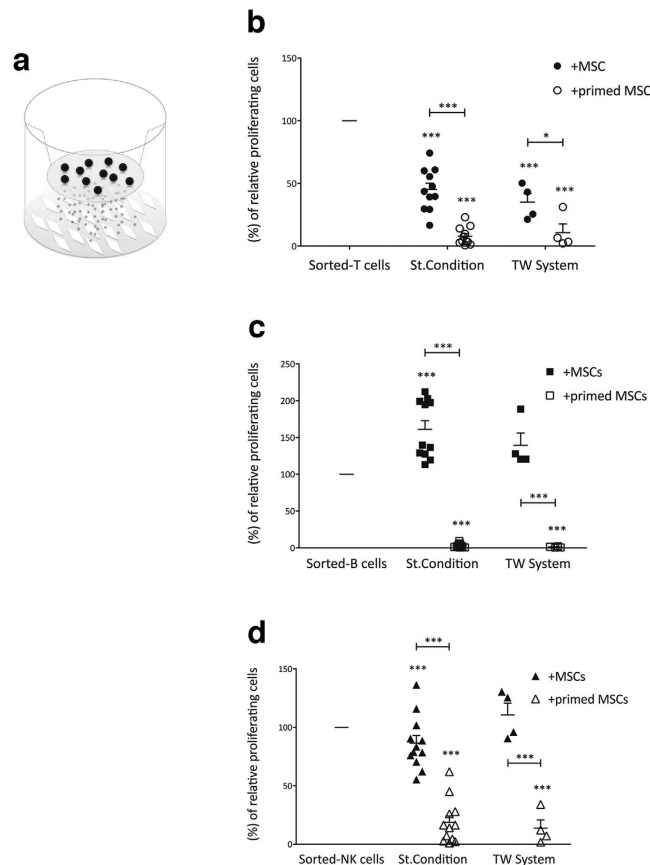 a
b
(%) of relative proliferating cells
150
100
50
0
+MSC
+primed MSC
***
***
***
*
***
***
Sorted-T cells
St.Condition
TW System
c
(%) of relative proliferating cells
250
200
150
100
50
0
+MSCs
+primed MSCs
***
***
***
***
***
Sorted-B cells
St.Condition
TW System
d
(%) of relative proliferating cells
150
100
50
0
+MSCs
+primed MSCs
***
***
***
***
***
Sorted-NK cells
St.Condition
TW System